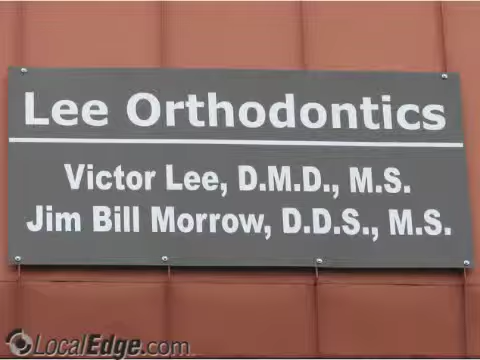 Lee Orthodontics
Victor Lee, D.M.D., M.S.
Jim Bill Morrow, D.D.S., M.S.
LocalEdge.com